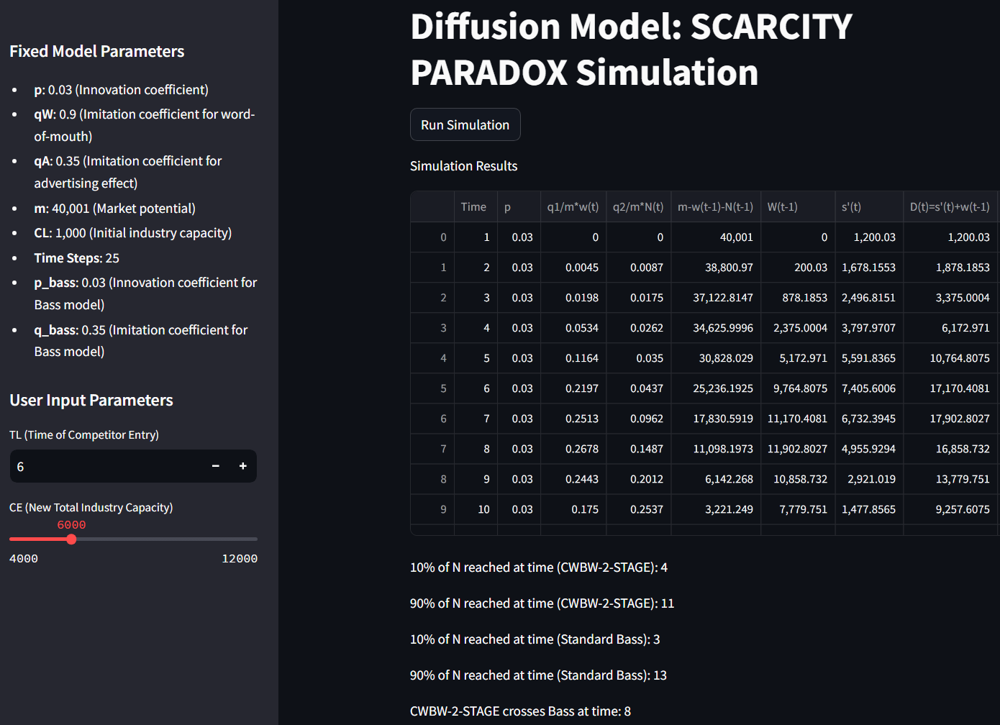 Fixed Model Parameters
p: 0.03 (Innovation coefficient)
qW: 0.9 (Imitation coefficient for word-
of-mouth)
qA: 0.35 (Imitation coefficient for
advertising effect)
m: 40,001 (Market potential)
CL: 1,000 (Initial industry capacity)
Time Steps: 25
p_bass: 0.03 (Innovation coefficient for
Bass model)
q_bass: 0.35 (Imitation coefficient for
Bass model)
User Input Parameters
TL (Time of Competitor Entry)
6 − +
CE (New Total Industry Capacity)
6000
4000 12000
Diffusion Model: SCARCITY
PARADOX Simulation
Run Simulation
Simulation Results
Time p q1/m*w(t) q2/m*N(t) m-w(t-1)-N(t-1) W(t-1) s'(t) D(t)=s'(t)+w(t-1)
0 1 0.03 0 0 40,001 0 1,200.03 1,200.03
1 2 0.03 0.0045 0.0087 38,800.97 200.03 1,678.1553 1,878.1853
2 3 0.03 0.0198 0.0175 37,122.8147 878.1853 2,496.8151 3,375.0004
3 4 0.03 0.0534 0.0262 34,625.9996 2,375.0004 3,797.9707 6,172.971
4 5 0.03 0.1164 0.035 30,828.029 5,172.971 5,591.8365 10,764.8075
5 6 0.03 0.2197 0.0437 25,236.1925 9,764.8075 7,405.6006 17,170.4081
6 7 0.03 0.2513 0.0962 17,830.5919 11,170.4081 6,732.3945 17,902.8027
7 8 0.03 0.2678 0.1487 11,098.1973 11,902.8027 4,955.9294 16,858.732
8 9 0.03 0.2443 0.2012 6,142.268 10,858.732 2,921.019 13,779.751
9 10 0.03 0.175 0.2537 3,221.249 7,779.751 1,477.8565 9,257.6075
10% of N reached at time (CWBW-2-STAGE): 4
90% of N reached at time (CWBW-2-STAGE): 11
10% of N reached at time (Standard Bass): 3
90% of N reached at time (Standard Bass): 13
CWBW-2-STAGE crosses Bass at time: 8